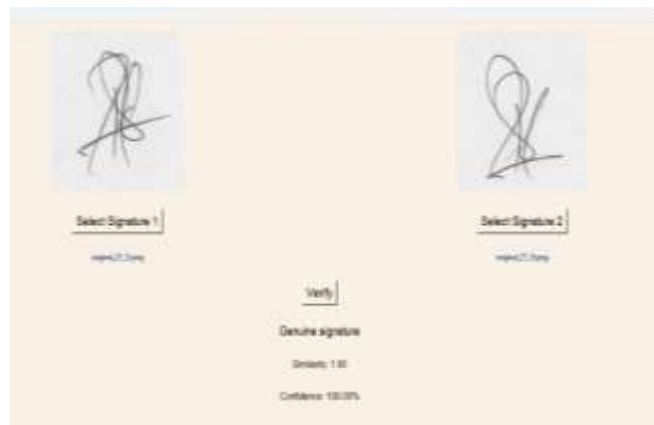 Select Signature 1
Select Signature 2
Verify
Genuine signature
Similarity: 1.00
Confidence: 100.00%